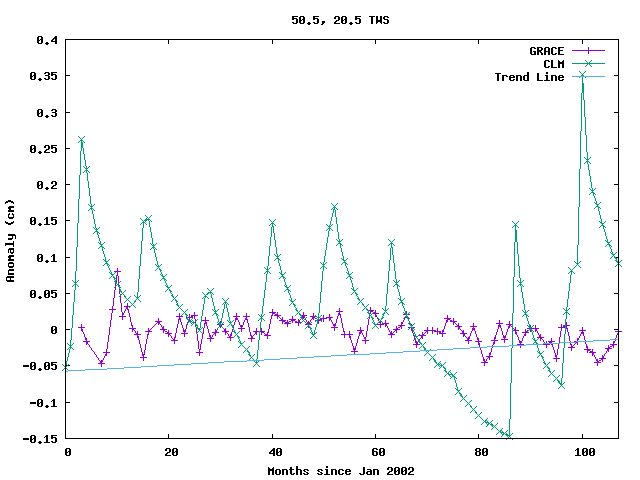 50.5, 20.5 TWS
GRACE
CLM
Trend Line
Anomaly (cm)
0.4
0.35
0.3
0.25
0.2
0.15
0.1
0.05
0
-0.05
-0.1
-0.15
0 20 40 60 80 100
Months since Jan 2002